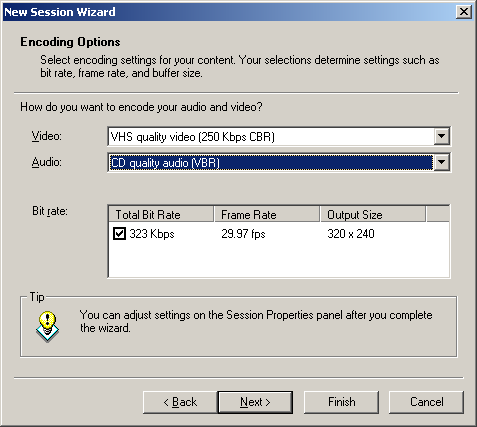 New Session Wizard
Encoding Options
Select encoding settings for your content. Your selections determine settings such as
bit rate, frame rate, and buffer size.
How do you want to encode your audio and video?
Video: VHS quality video (250 Kbps CBR)
Audio: CD quality audio (VBR)
Bit rate: Total Bit Rate Frame Rate Output Size
323 Kbps 29.97 fps 320 x 240
Tip
You can adjust settings on the Session Properties panel after you complete
the wizard.
< Back Next > Finish Cancel